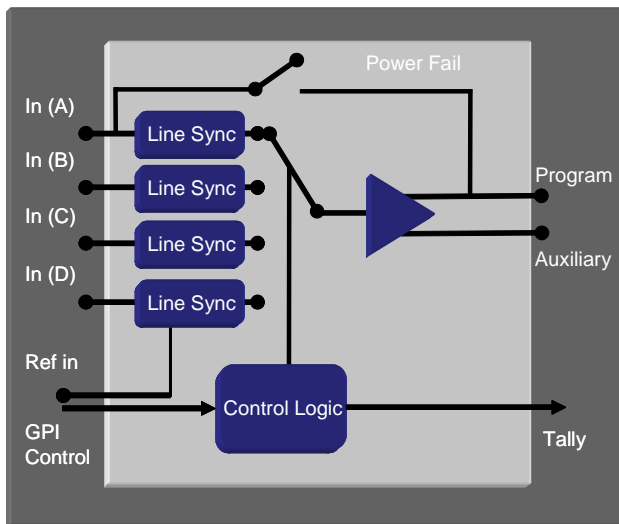 Power Fail
In (A)
Line Sync
In (B)
Line Sync
Program
In (C)
Line Sync
Auxiliary
In (D)
Line Sync
Ref in
Control Logic
GPI
Control
Tally